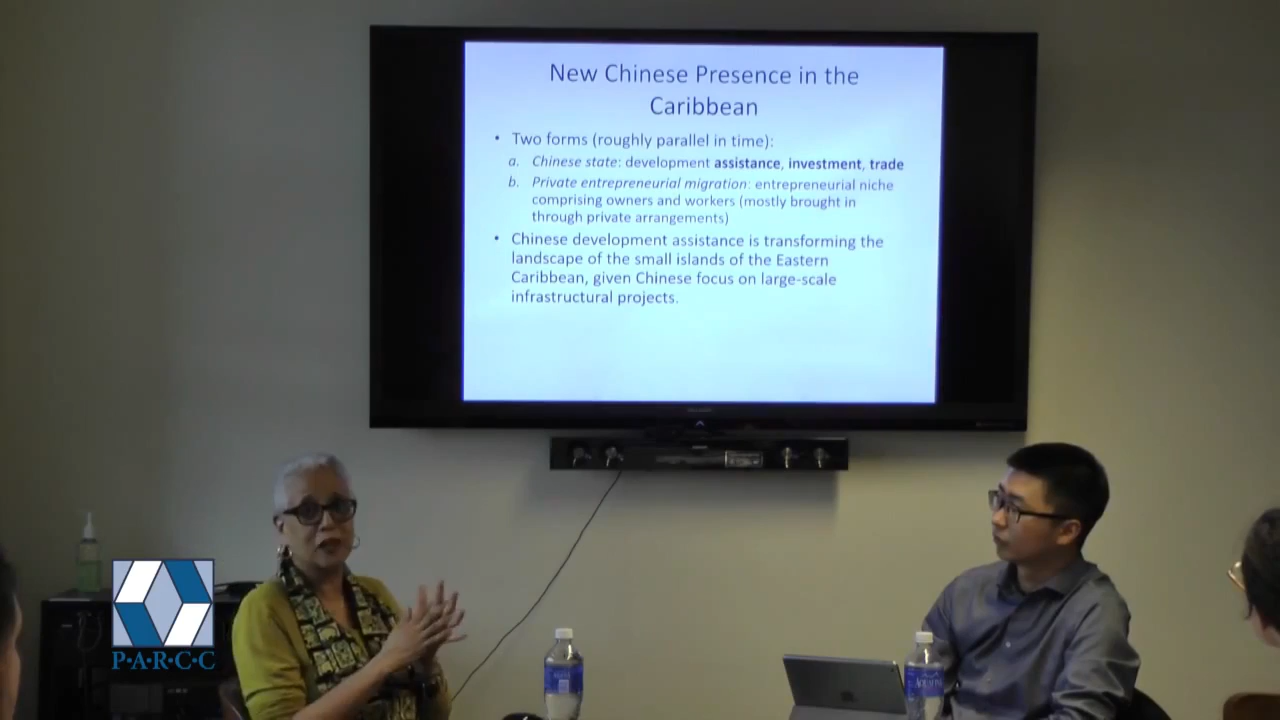 New Chinese Presence in the
Caribbean
• Two forms (roughly parallel in time):
a. Chinese state: development assistance, investment, trade
b. Private entrepreneurial migration: entrepreneurial niche
comprising owners and workers (mostly brought in
through private arrangements)
• Chinese development assistance is transforming the
landscape of the small islands of the Eastern
Caribbean, given Chinese focus on large-scale
infrastructural projects.
P·A·R·C·C